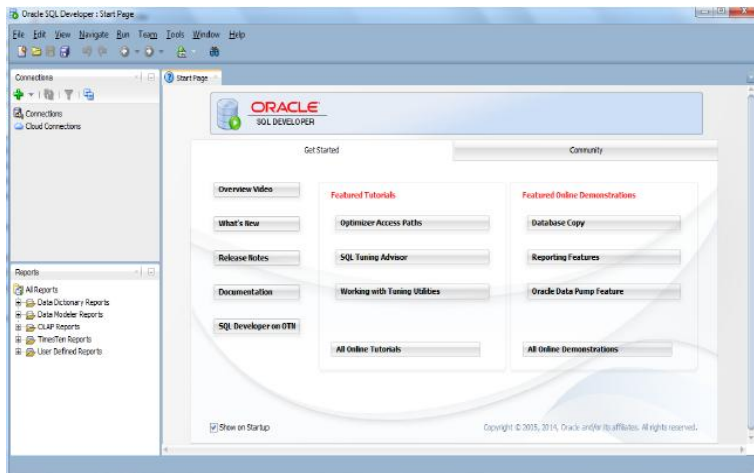 Oracle SQL Developer : Start Page
File Edit View Navigate Run Team Tools Window Help
Connections
Connections
Cloud Connections
Reports
All Reports
Data Dictionary Reports
Data Modeler Reports
OLAP Reports
TimesTen Reports
User Defined Reports
Start Page
ORACLE
SQL DEVELOPER
Get Started
Community
Overview Video
What's New
Release Notes
Documentation
SQL Developer on OTN
Featured Tutorials
Optimizer Access Paths
SQL Tuning Advisor
Working with Tuning Utilities
All Online Tutorials
Featured Online Demonstrations
Database Copy
Reporting Features
Oracle Data Pump Feature
All Online Demonstrations
Show on Startup
Copyright © 2005, 2014, Oracle and/or its affiliates. All rights reserved.